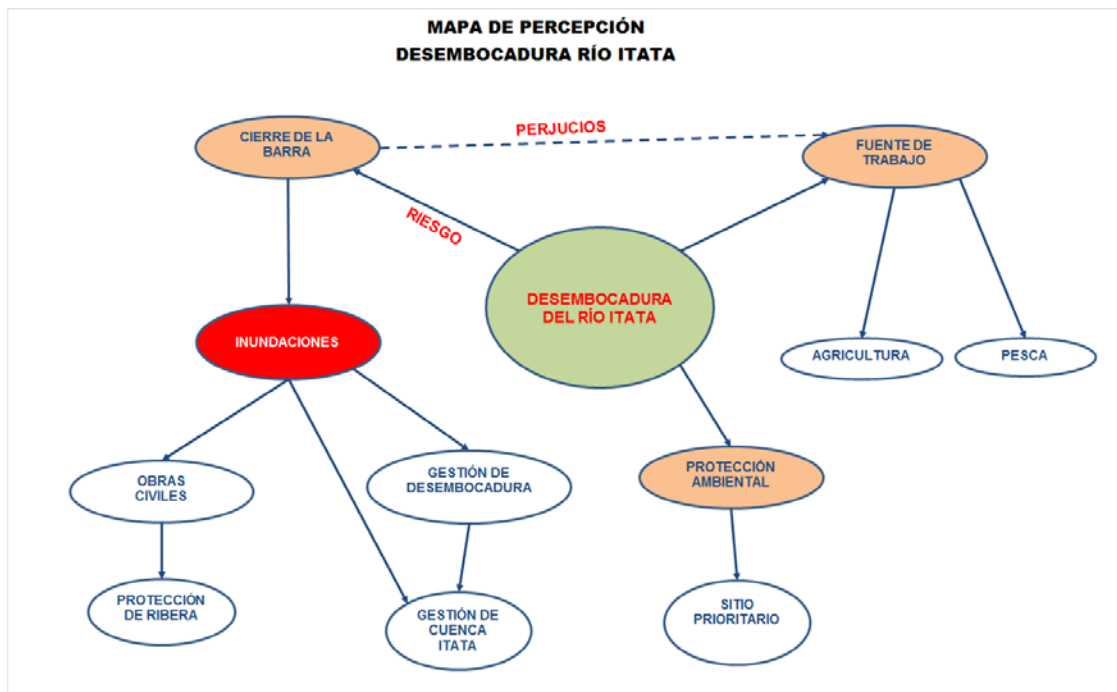 MAPA DE PERCEPCIÓN
DESEMBOCADURA RÍO ITATA
CIERRE DE LA
BARRA
PERJUCIOS
FUENTE DE
TRABAJO
RIESGO
DESEMBOCADURA
DEL RÍO ITATA
INUNDACIONES
AGRICULTURA
PESCA
OBRAS
CIVILES
GESTIÓN DE
DESEMBOCADURA
PROTECCIÓN
AMBIENTAL
PROTECCIÓN
DE RIBERA
GESTIÓN DE
CUENCA
ITATA
SITIO
PRIORITARIO